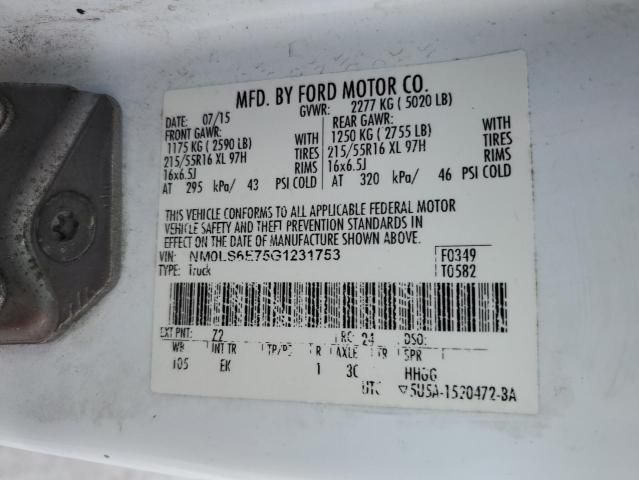 MFD. BY FORD MOTOR CO.
DATE: 07/15 GVWR: 2277 KG ( 5020 LB)
FRONT GAWR: REAR GAWR:
1175 KG ( 2590 LB) WITH 1250 KG ( 2755 LB) WITH
215/55R16 XL 97H TIRES 215/55R16 XL 97H TIRES
16x6.5J RIMS 16x6.5J RIMS
AT 295 kPa/ 43 PSI COLD AT 320 kPa/ 46 PSI COLD
THIS VEHICLE CONFORMS TO ALL APPLICABLE FEDERAL MOTOR
VEHICLE SAFETY AND THEFT PREVENTION STANDARDS IN
EFFECT ON THE DATE OF MANUFACTURE SHOWN ABOVE.
VIN: NM0LS6E75G1231753 F0349
TYPE: Truck T0582
EXT PNT: Z2 RC: 24 DSO:
WB INT TR TP/PS R AXLE TR SPR
105 EK 1 HHGG
UTC ▽5U5A-1520472-BA